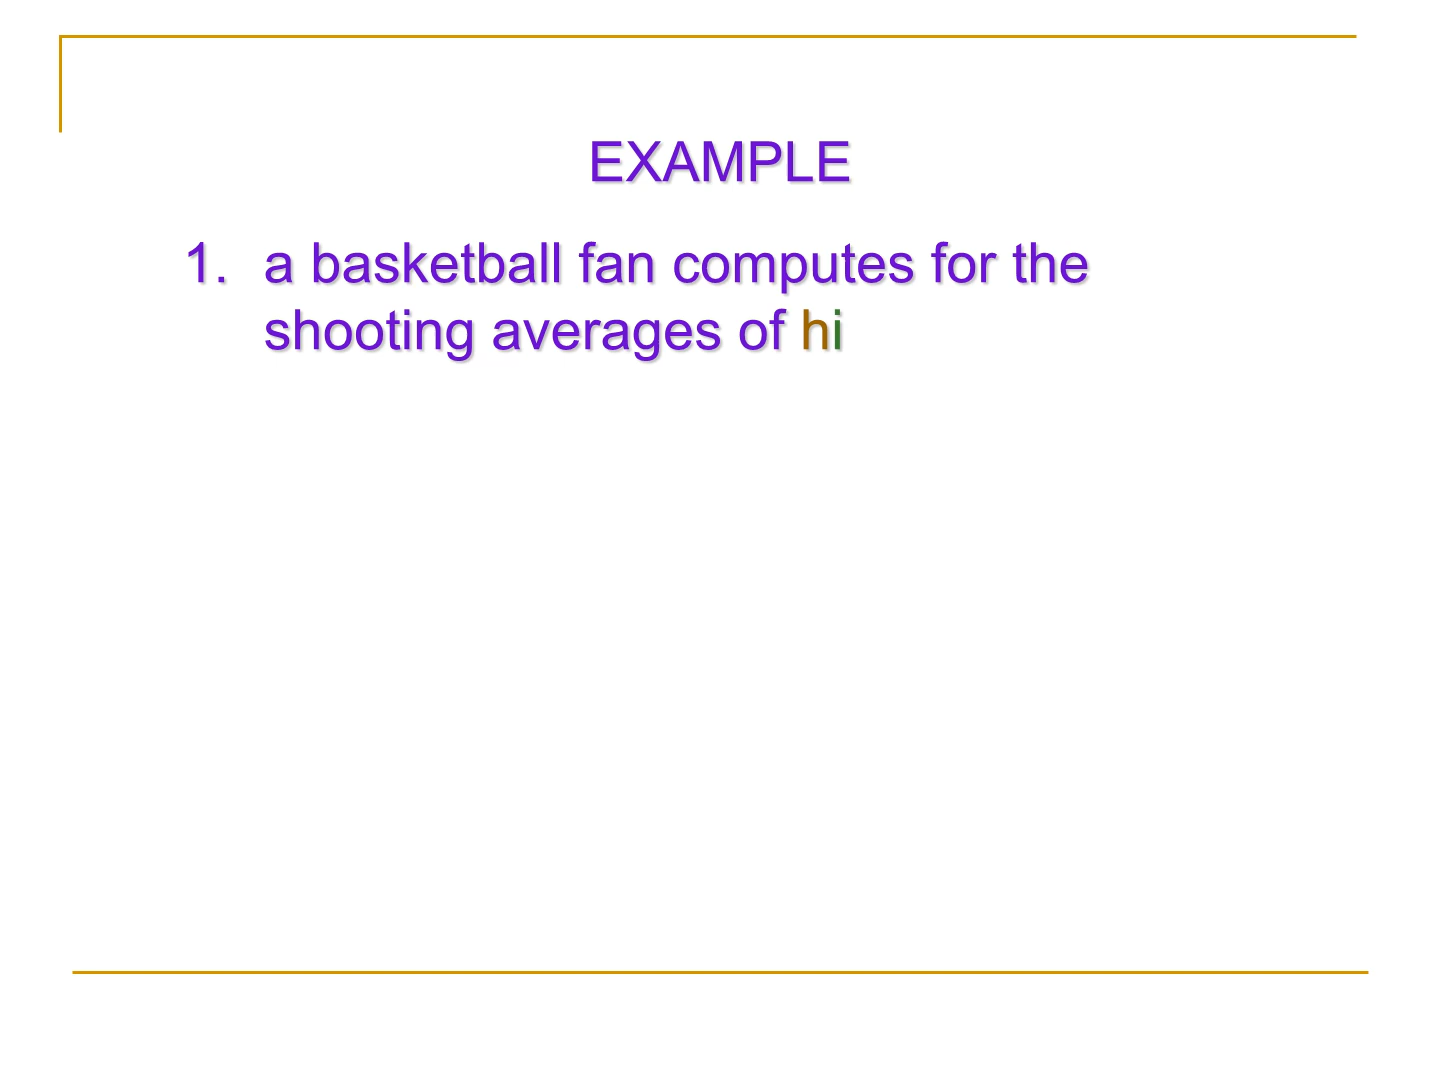 EXAMPLE
1. a basketball fan computes for the
shooting averages of hi